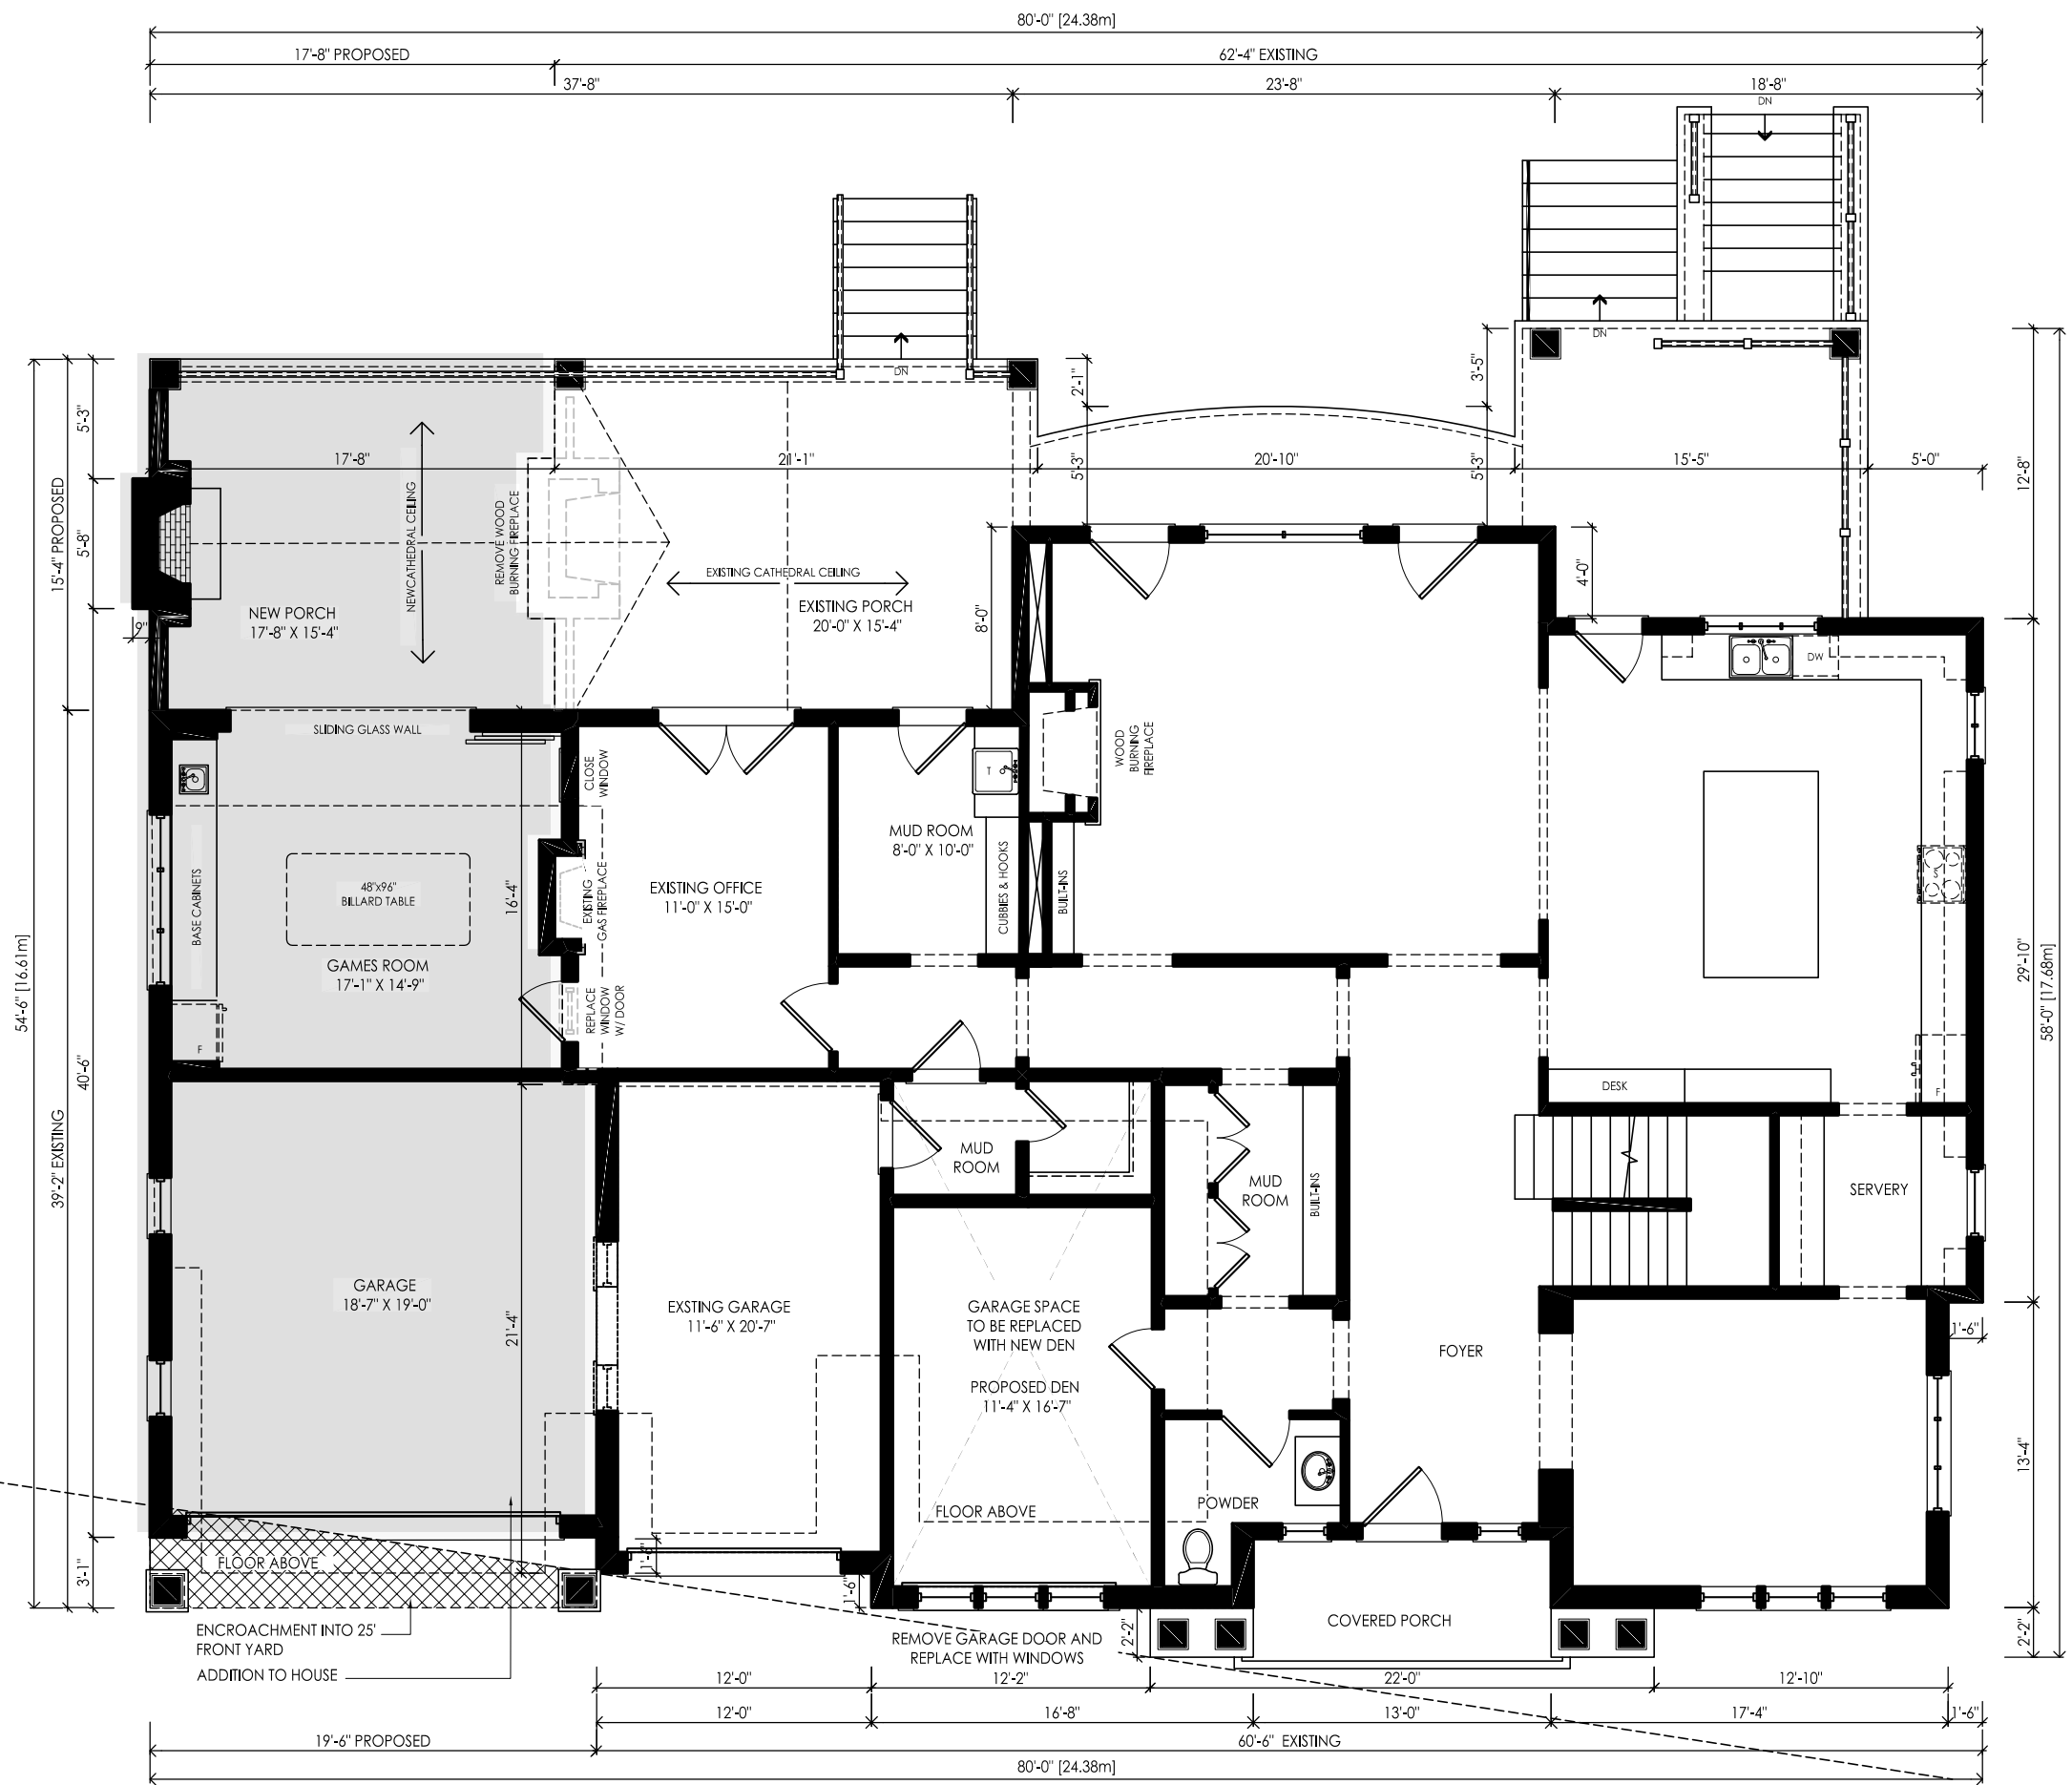 80'-0" [24.38m]
17'-8" PROPOSED
62'-4" EXISTING
37'-8"
23'-8"
18'-8"
DN
DN
DN
54'-6" [16.61m]
15'-4" PROPOSED
39'-2" EXISTING
5'-3"
5'-8"
40'-6"
3'-1"
9"
17'-8"
21'-1"
20'-10"
15'-5"
5'-0"
2'-1"
5'-3"
3'-5"
5'-3"
12'-8"
4'-0"
8'-0"
NEW CATHEDRAL CEILING
REMOVE WOOD
BURNING FIREPLACE
EXISTING CATHEDRAL CEILING
NEW PORCH
17'-8" X 15'-4"
EXISTING PORCH
20'-0" X 15'-4"
SLIDING GLASS WALL
CLOSE
WINDOW
WOOD
BURNING
FIREPLACE
DW
T
BASE CABINETS
48"x96"
BILLARD TABLE
GAMES ROOM
17'-1" X 14'-9"
16'-4"
EXISTING
GAS FIREPLACE
EXISTING OFFICE
11'-0" X 15'-0"
MUD ROOM
8'-0" X 10'-0"
CUBBIES & HOOKS
BUILT-INS
S
REPLACE
WINDOW
W/ DOOR
F
29'-10"
58'-0" [17.68m]
DESK
F
MUD
ROOM
MUD
ROOM
BUILT-INS
SERVERY
GARAGE
18'-7" X 19'-0"
21'-4"
EXSTING GARAGE
11'-6" X 20'-7"
GARAGE SPACE
TO BE REPLACED
WITH NEW DEN
PROPOSED DEN
11'-4" X 16'-7"
FOYER
1'-6"
13'-4"
FLOOR ABOVE
POWDER
FLOOR ABOVE
1'-6"
1'-6"
2'-2"
2'-2"
COVERED PORCH
ENCROACHMENT INTO 25'
FRONT YARD
ADDITION TO HOUSE
REMOVE GARAGE DOOR AND
REPLACE WITH WINDOWS
12'-0"
12'-2"
22'-0"
12'-10"
12'-0"
16'-8"
13'-0"
17'-4"
1'-6"
19'-6" PROPOSED
60'-6" EXISTING
80'-0" [24.38m]